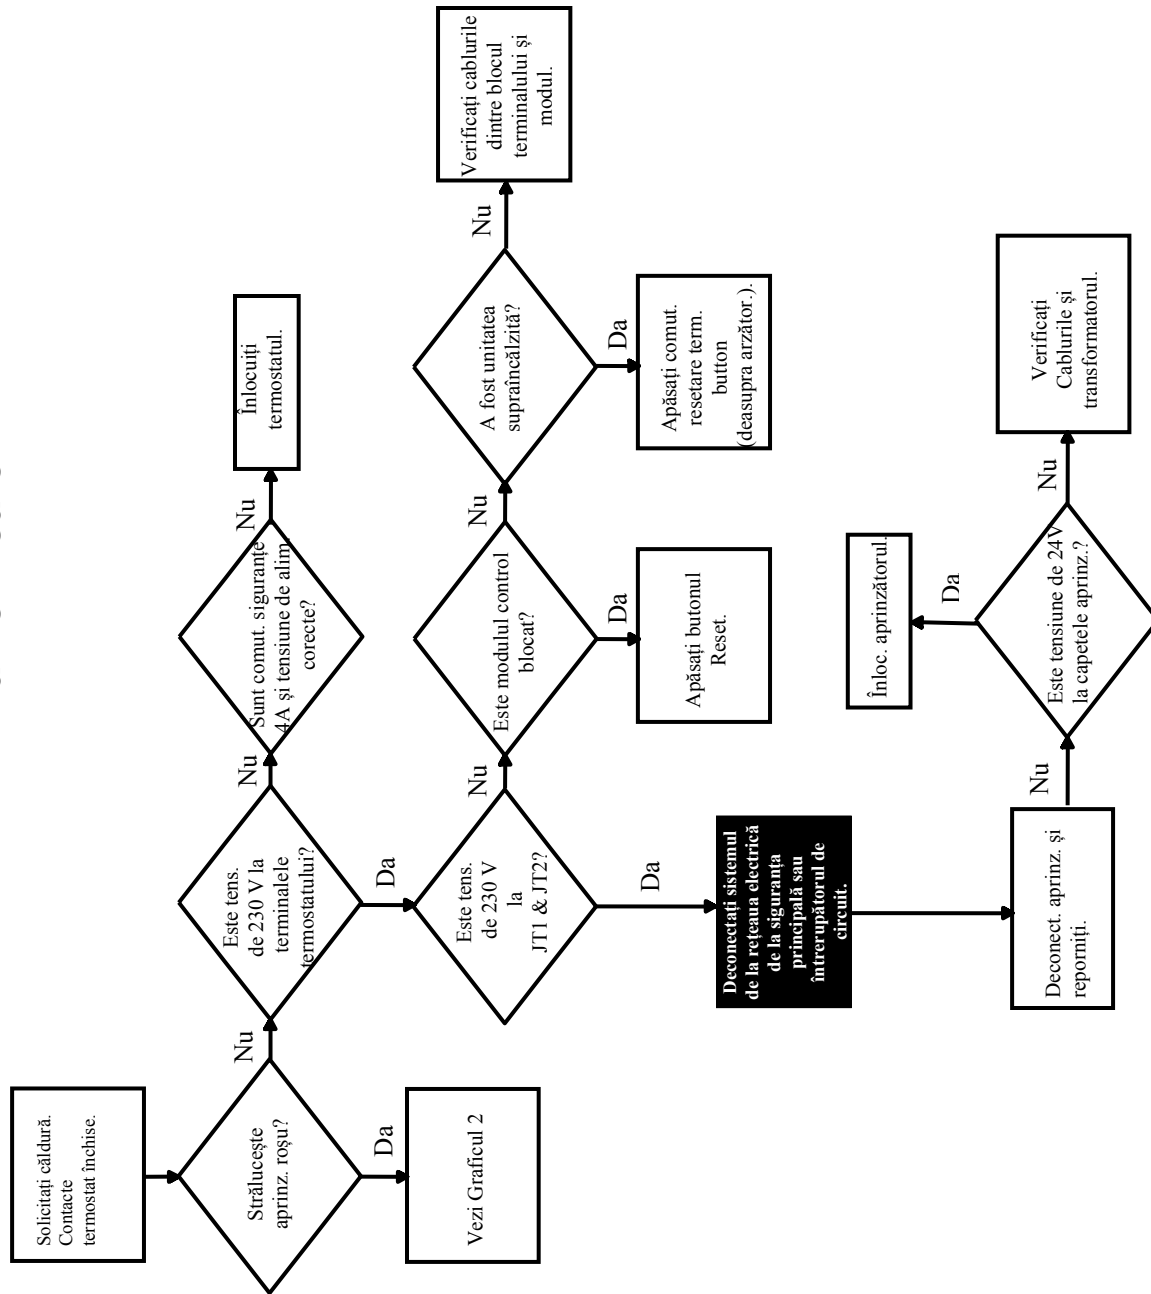 Solicitați căldură.
Contacte
termostat închise.
Strălucește
aprinz. roșu?
Da
Vezi Graficul 2
Nu
Este tens.
de 230 V la
terminalele
termostatului?
Nu
Sunt comut. siguranțe
4A și tensiune de alim.
corecte?
Nu
Înlocuiți
termostatul.
Da
Este tens.
de 230 V
la
JT1 & JT2?
Nu
Este modulul control
blocat?
Da
Apăsați butonul
Reset.
Nu
A fost unitatea
supraîncălzită?
Da
Apăsați comut.
resetare term.
button
(deasupra arzător.).
Nu
Verificați cablurile
dintre blocul
terminalului și
modul.
Da
Deconectați sistemul
de la rețeaua electrică
de la siguranța
principală sau
întrerupătorul de
circuit.
Deconect. aprinz. și
reporniți.
Nu
Este tensiune de 24V
la capetele aprinz.?
Da
Înloc. aprinzătorul.
Nu
Verificați
Cablurile și
transformatorul.